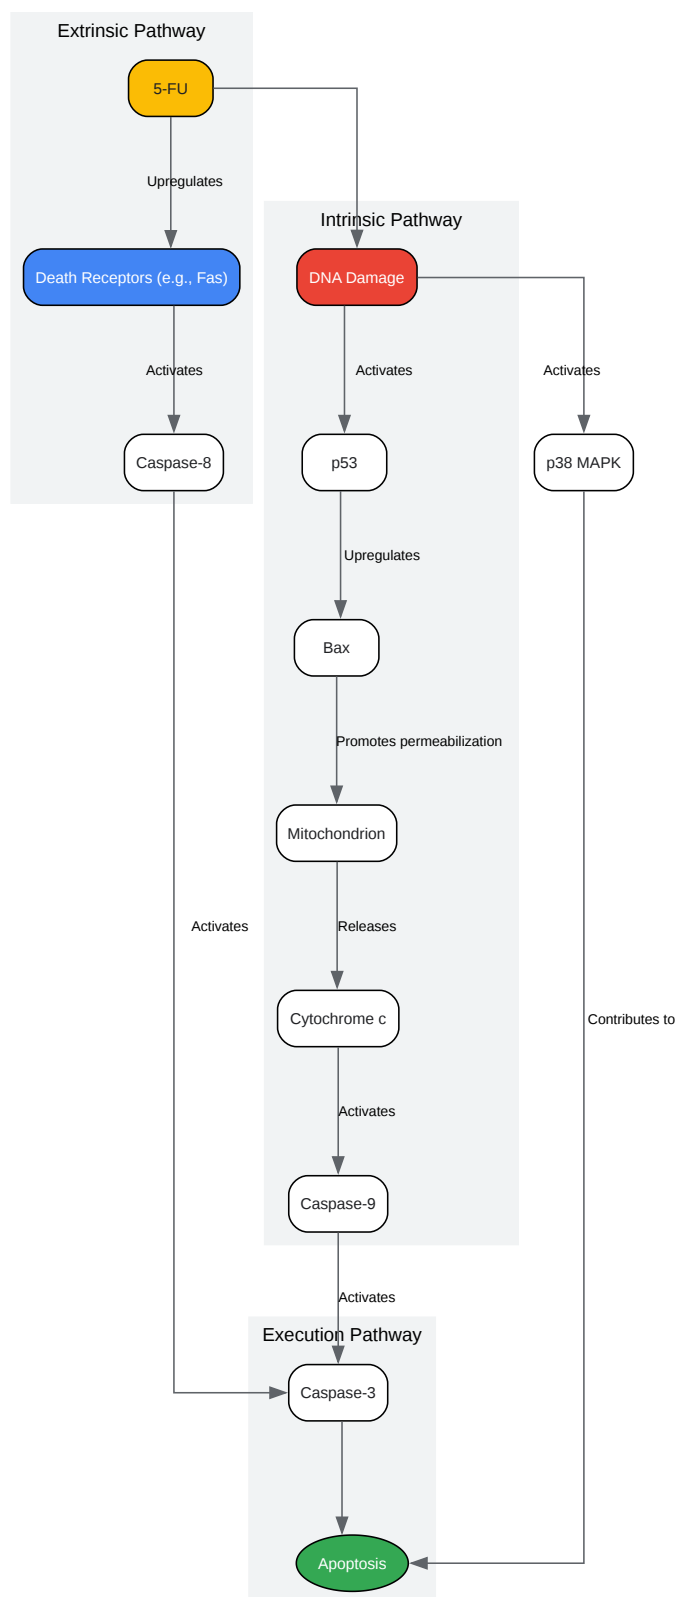 Extrinsic Pathway
5-FU
Upregulates
Intrinsic Pathway
Death Receptors (e.g., Fas)
DNA Damage
Activates
Activates
Activates
Caspase-8
p53
p38 MAPK
Upregulates
Bax
Promotes permeabilization
Mitochondrion
Activates
Releases
Cytochrome c
Contributes to
Activates
Caspase-9
Activates
Execution Pathway
Caspase-3
Apoptosis